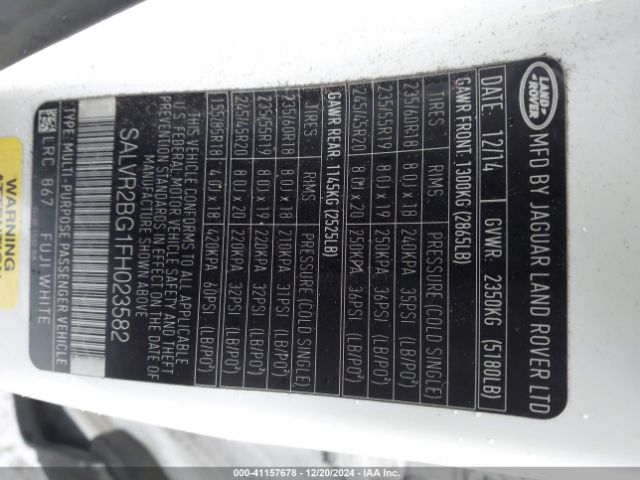 LAND-
ROVER
MFD BY JAGUAR LAND ROVER LTD
DATE: 12/14 GVWR. 2350KG (5180LB)
GAWR FRONT: 1300KG (2865LB)
TIRES RIMS PRESSURE (COLD SINGLE)
235/60R18 8.0J x 18 240KPA 35PSI (LB/PO²)
235/55R19 8.0J x 19 250KPA 36PSI (LB/PO²)
245/45R20 8.0J x 20 250KPA 36PSI (LB/PO²)
GAWR REAR: 1145KG (2525LB)
TIRES RIMS PRESSURE (COLD SINGLE)
235/60R18 8.0J x 18 210KPA 31PSI (LB/PO²)
235/55R19 8.0J x 19 220KPA 32PSI (LB/PO²)
245/45R20 8.0J x 20 220KPA 32PSI (LB/PO²)
T155/85R18 4.0J x 18 420KPA 60PSI (LB/PO²)
THIS VEHICLE CONFORMS TO ALL APPLICABLE
U.S FEDERAL MOTOR VEHICLE SAFETY AND THEFT
PREVENTION STANDARDS IN EFFECT ON THE DATE OF
MANUFACTURE SHOWN ABOVE
SALVR2BG1FH023582
TYPE: MULTI-PURPOSE PASSENGER VEHICLE
LRC 867 FUJI WHITE
WARNING
00:20:41157678 | 12/20/2024 | IAA Inc.